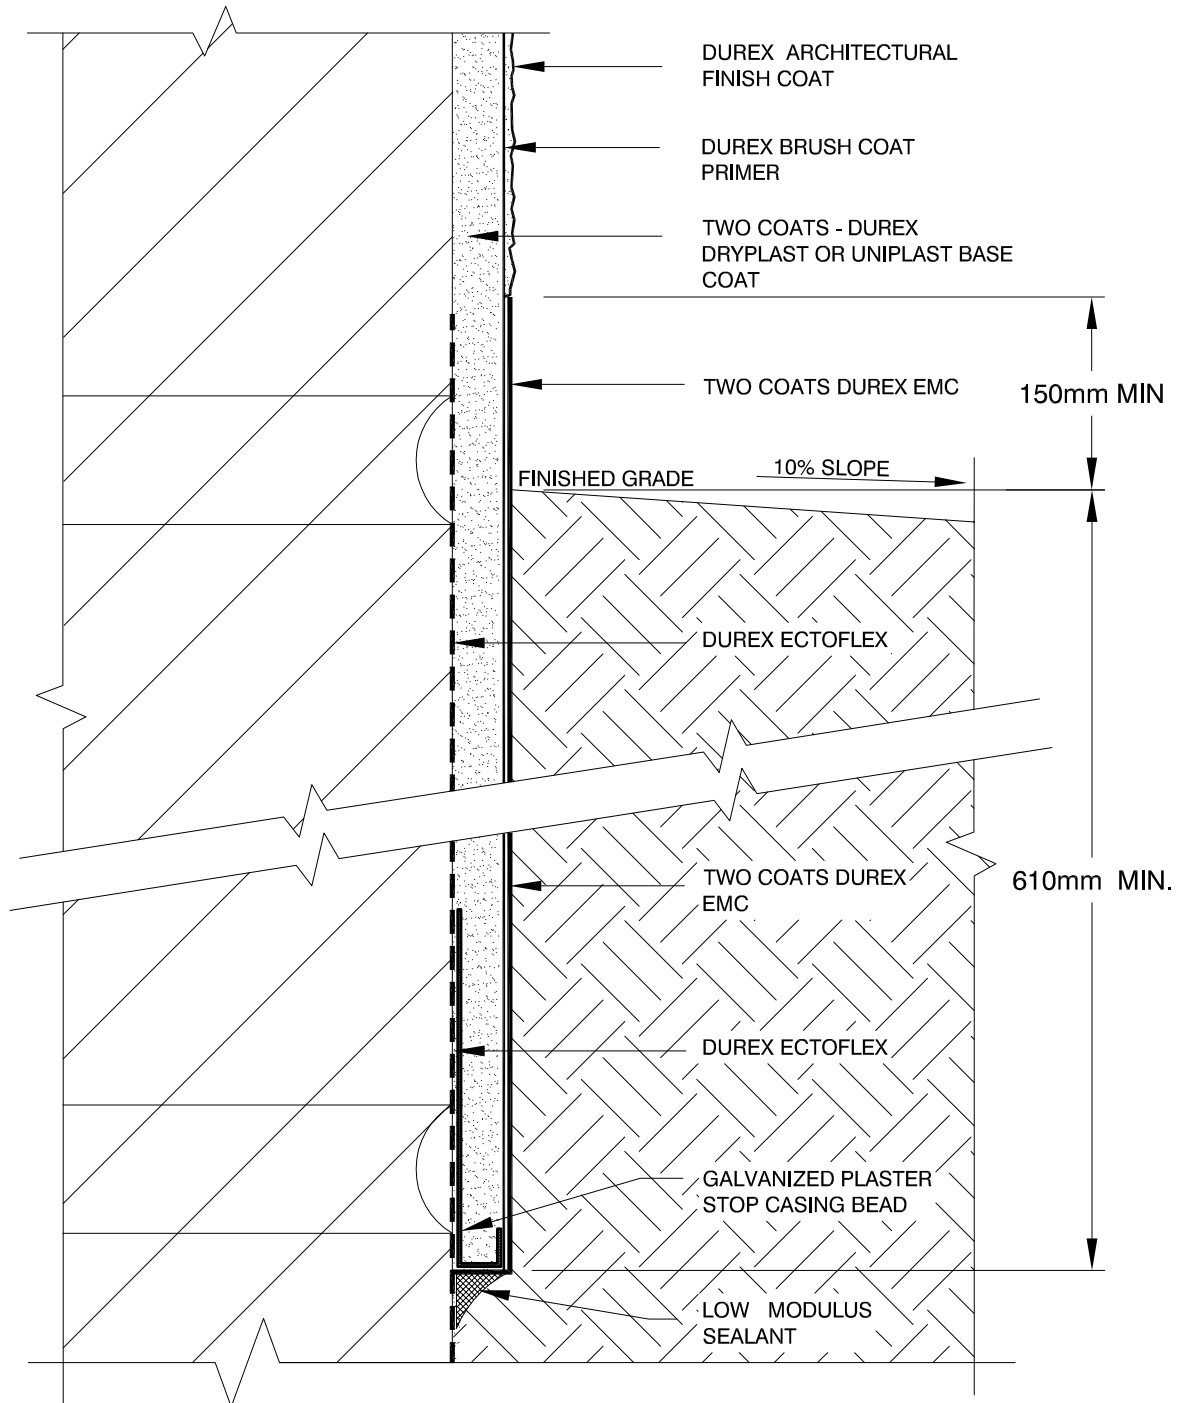 DUREX ARCHITECTURAL
FINISH COAT
DUREX BRUSH COAT
PRIMER
TWO COATS - DUREX
DRYPLAST OR UNIPLAST BASE
COAT
TWO COATS DUREX EMC
150mm MIN
FINISHED GRADE
10% SLOPE
DUREX ECTOFLEX
TWO COATS DUREX
EMC
610mm MIN.
DUREX ECTOFLEX
GALVANIZED PLASTER
STOP CASING BEAD
LOW MODULUS
SEALANT